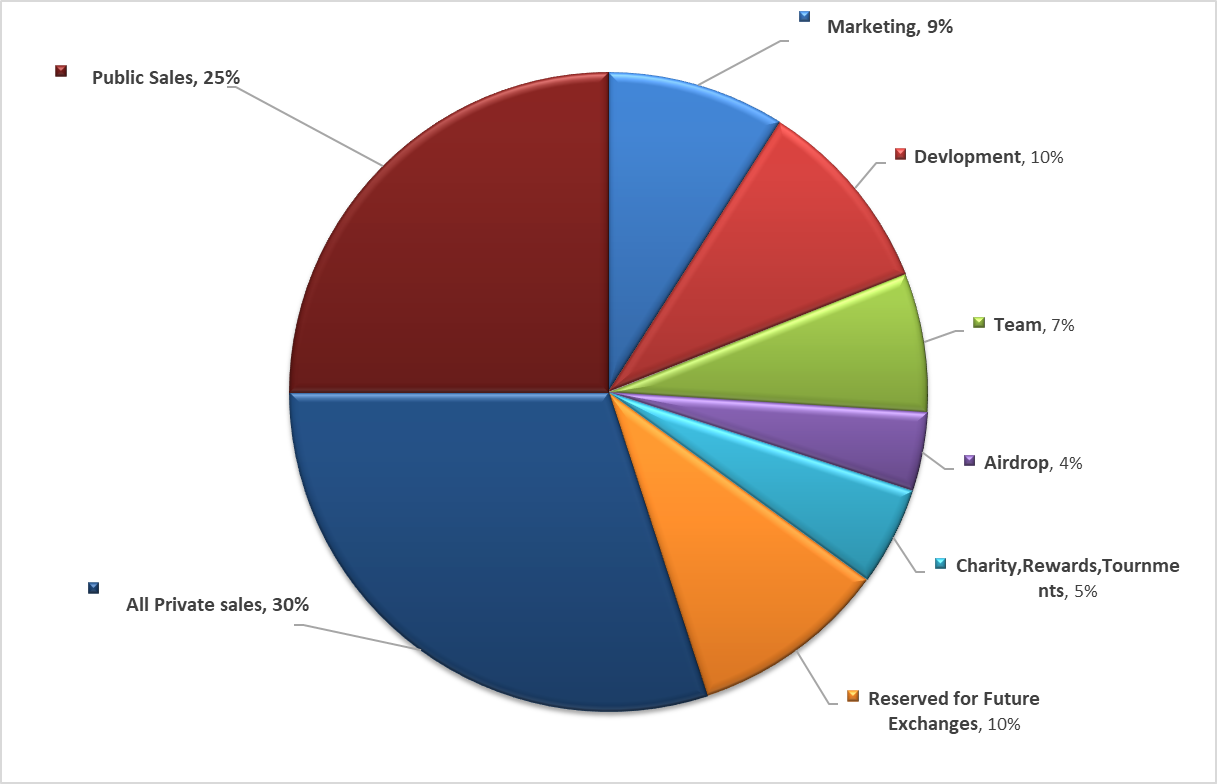 Marketing, 9%
Public Sales, 25%
Devlopment, 10%
Team, 7%
Airdrop, 4%
Charity,Rewards,Tournme
nts, 5%
All Private sales, 30%
Reserved for Future
Exchanges, 10%